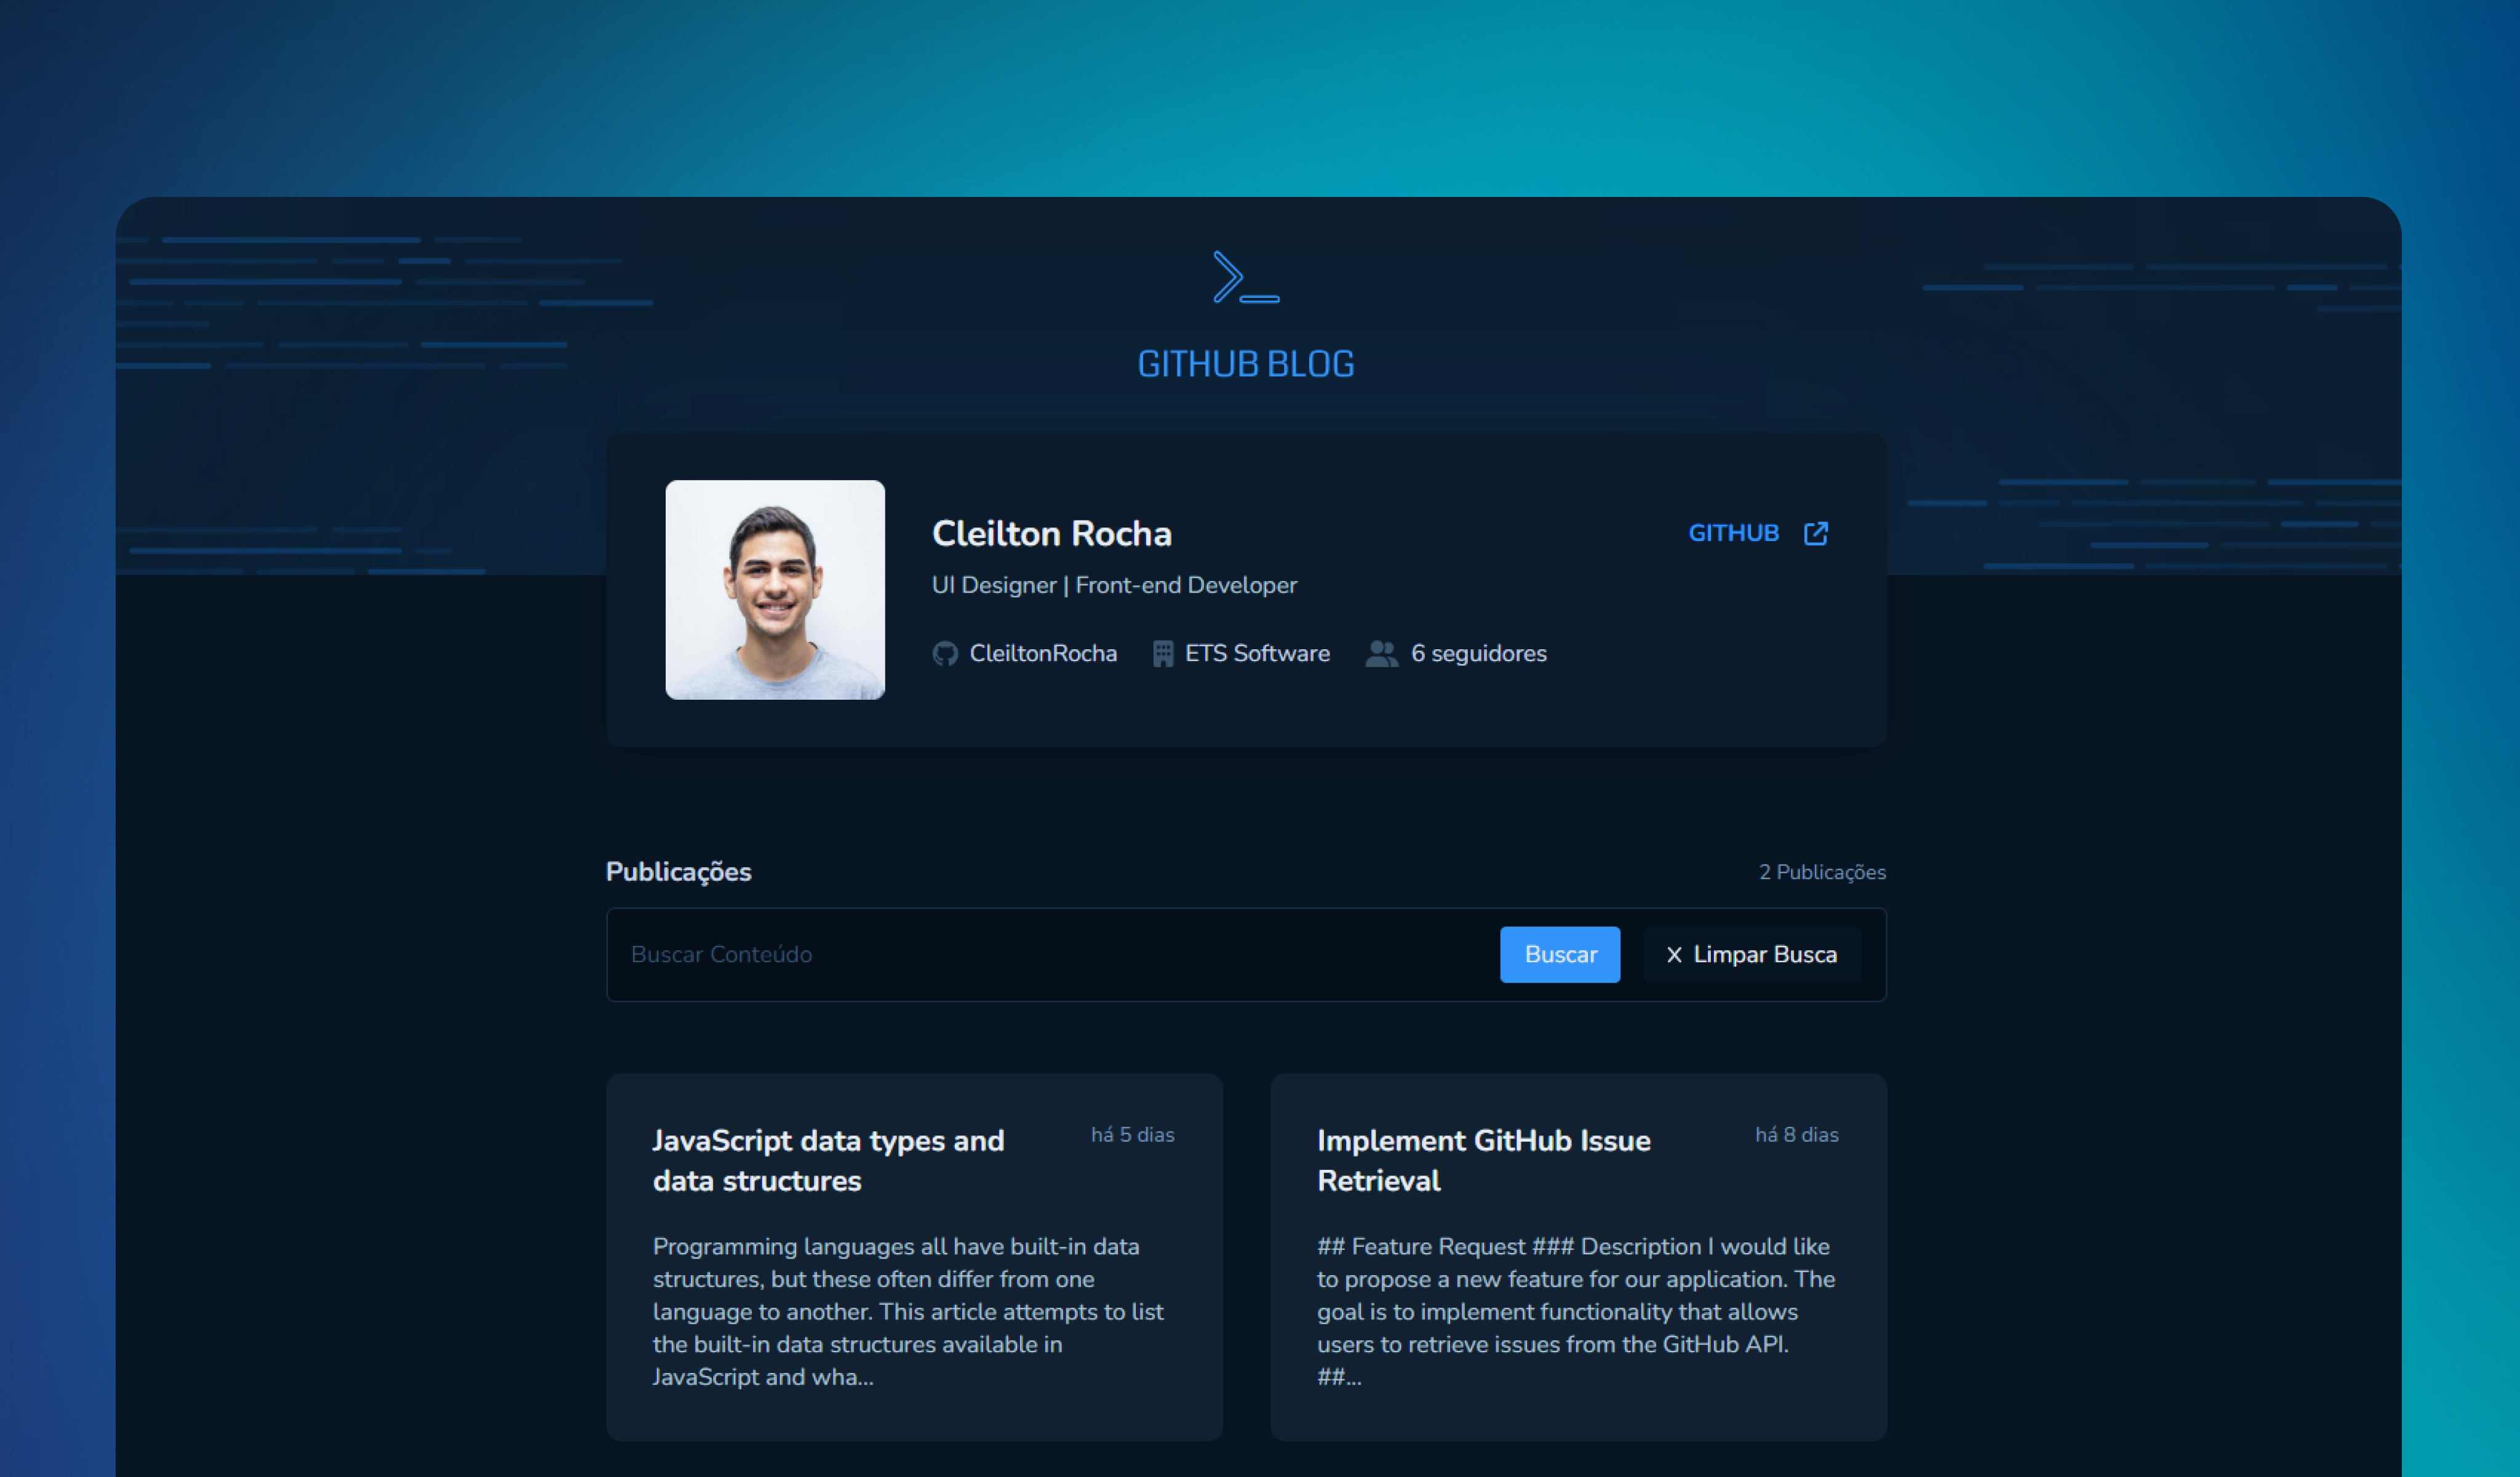 GITHUB BLOG
Cleilton Rocha
GITHUB
UI Designer | Front-end Developer
CleiltonRocha
ETS Software
6 seguidores
Publicações
2 Publicações
Buscar Conteúdo
Buscar
Limpar Busca
JavaScript data types and
data structures
há 5 dias
Programming languages all have built-in data
structures, but these often differ from one
language to another. This article attempts to list
the built-in data structures available in
JavaScript and wha...
Implement GitHub Issue
Retrieval
há 8 dias
## Feature Request ### Description I would like
to propose a new feature for our application. The
goal is to implement functionality that allows
users to retrieve issues from the GitHub API.
##...